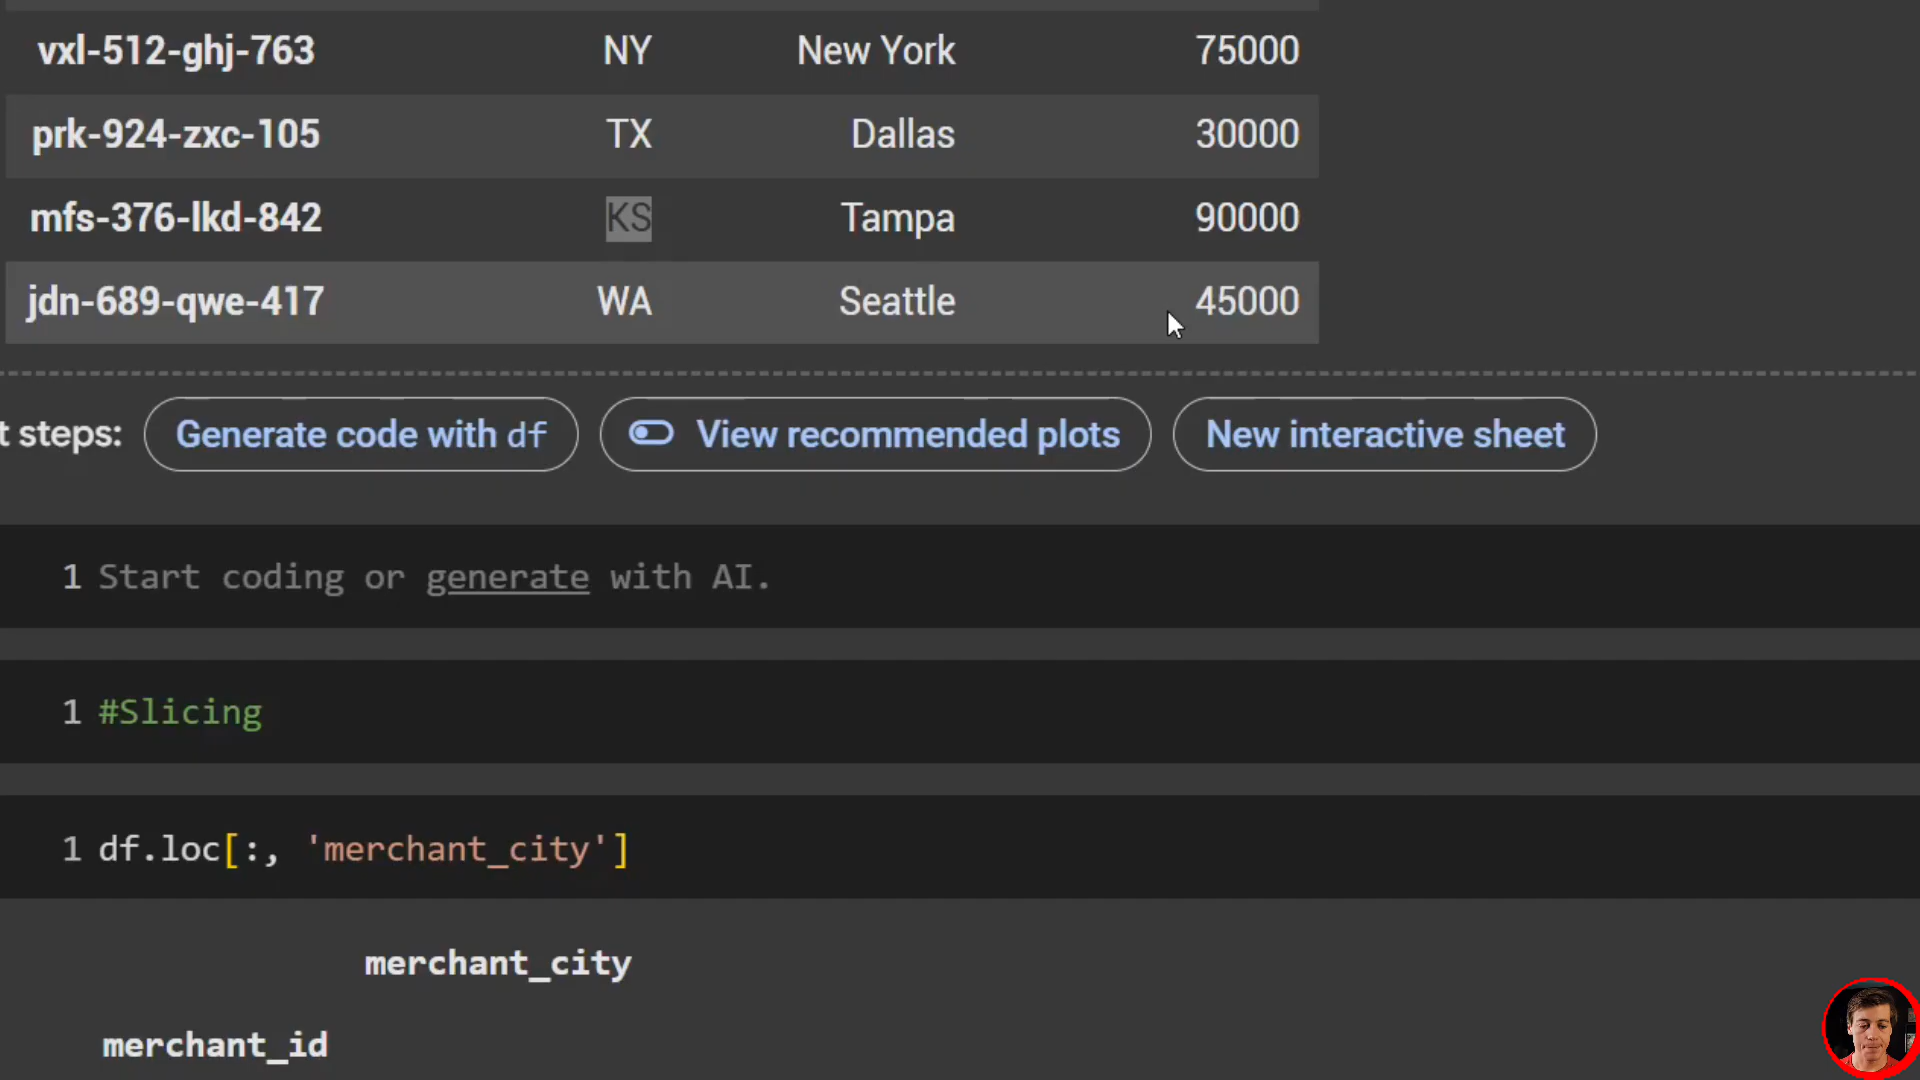 vxl-512-ghj-763 NY New York 75000
prk-924-zxc-105 TX Dallas 30000
mfs-376-lkd-842 KS Tampa 90000
jdn-689-qwe-417 WA Seattle 45000
t steps: Generate code with df View recommended plots New interactive sheet
1 Start coding or generate with AI.
1 #Slicing
1 df.loc[:, 'merchant_city']
merchant_city
merchant_id